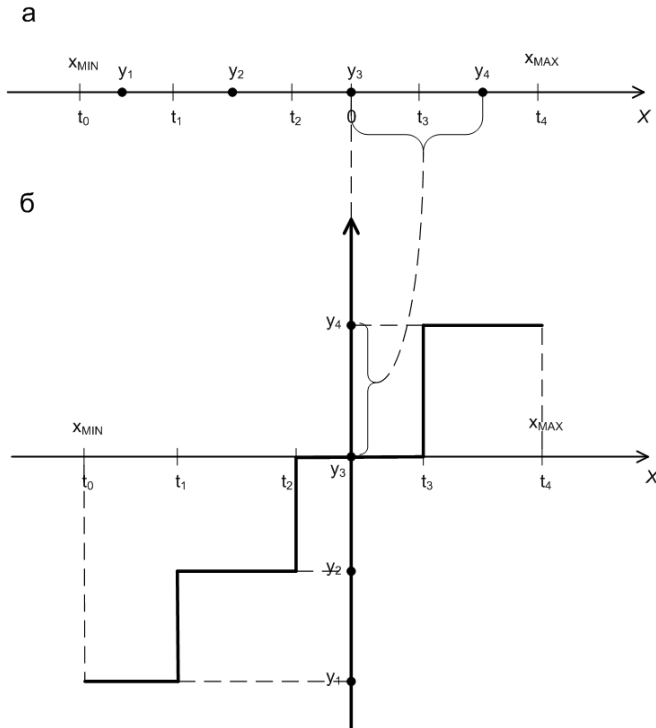 а
xMIN xMAX
y1 y2 y3 y4
t0 t1 t2 0 t3 t4 X
б
y4
xMIN xMAX
t0 t1 t2 y3 t3 t4 X
y2
y1